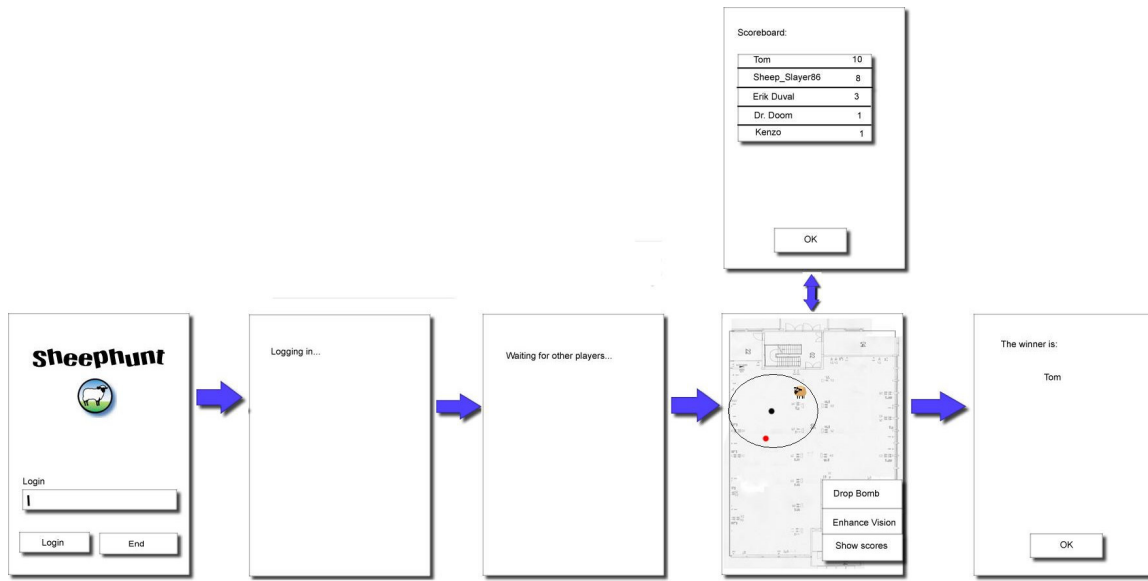 Scoreboard:
Tom 10
Sheep_Slayer86 8
Erik Duval 3
Dr. Doom 1
Kenzo 1
OK
Sheephunt
Login
Login
End
Logging in...
Waiting for other players...
Drop Bomb
Enhance Vision
Show scores
The winner is:
Tom
OK